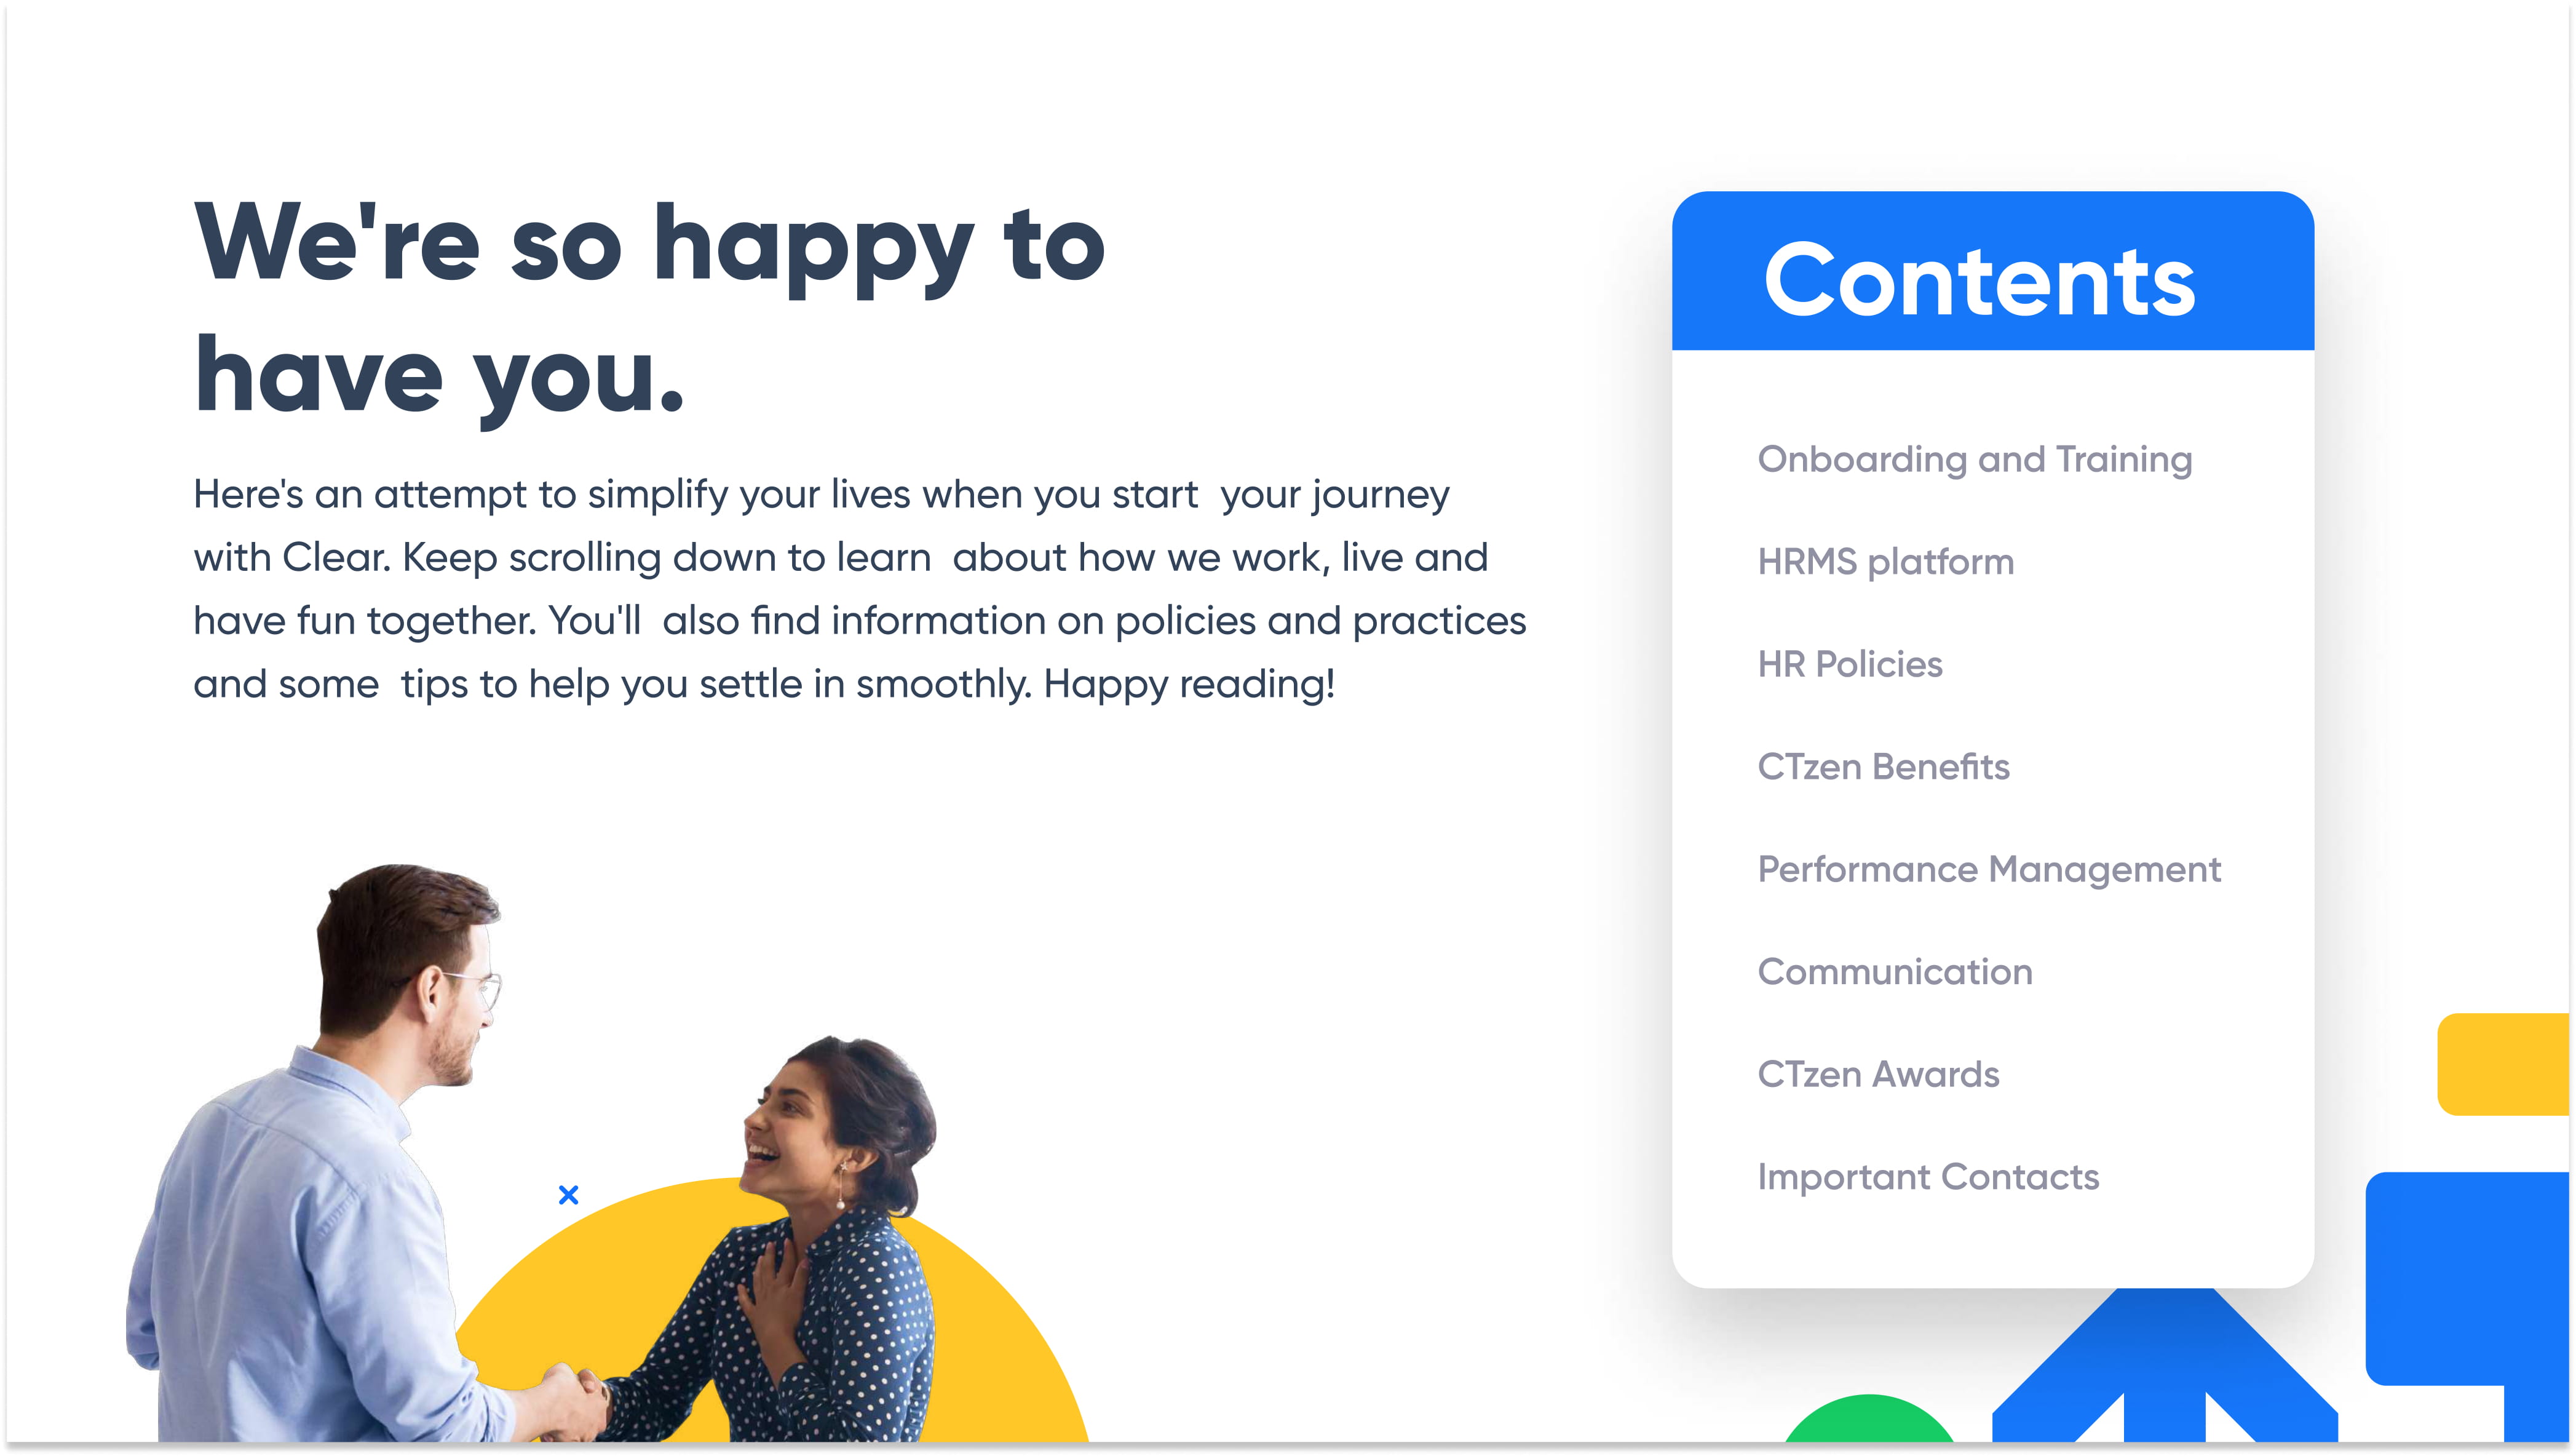 We're so happy to
have you.
Here's an attempt to simplify your lives when you start  your journey
with Clear. Keep scrolling down to learn  about how we work, live and
have fun together. You'll  also find information on policies and practices
and some  tips to help you settle in smoothly. Happy reading!
Contents
Onboarding and Training
HRMS platform
HR Policies
CTzen Benefits
Performance Management
Communication
CTzen Awards
Important Contacts